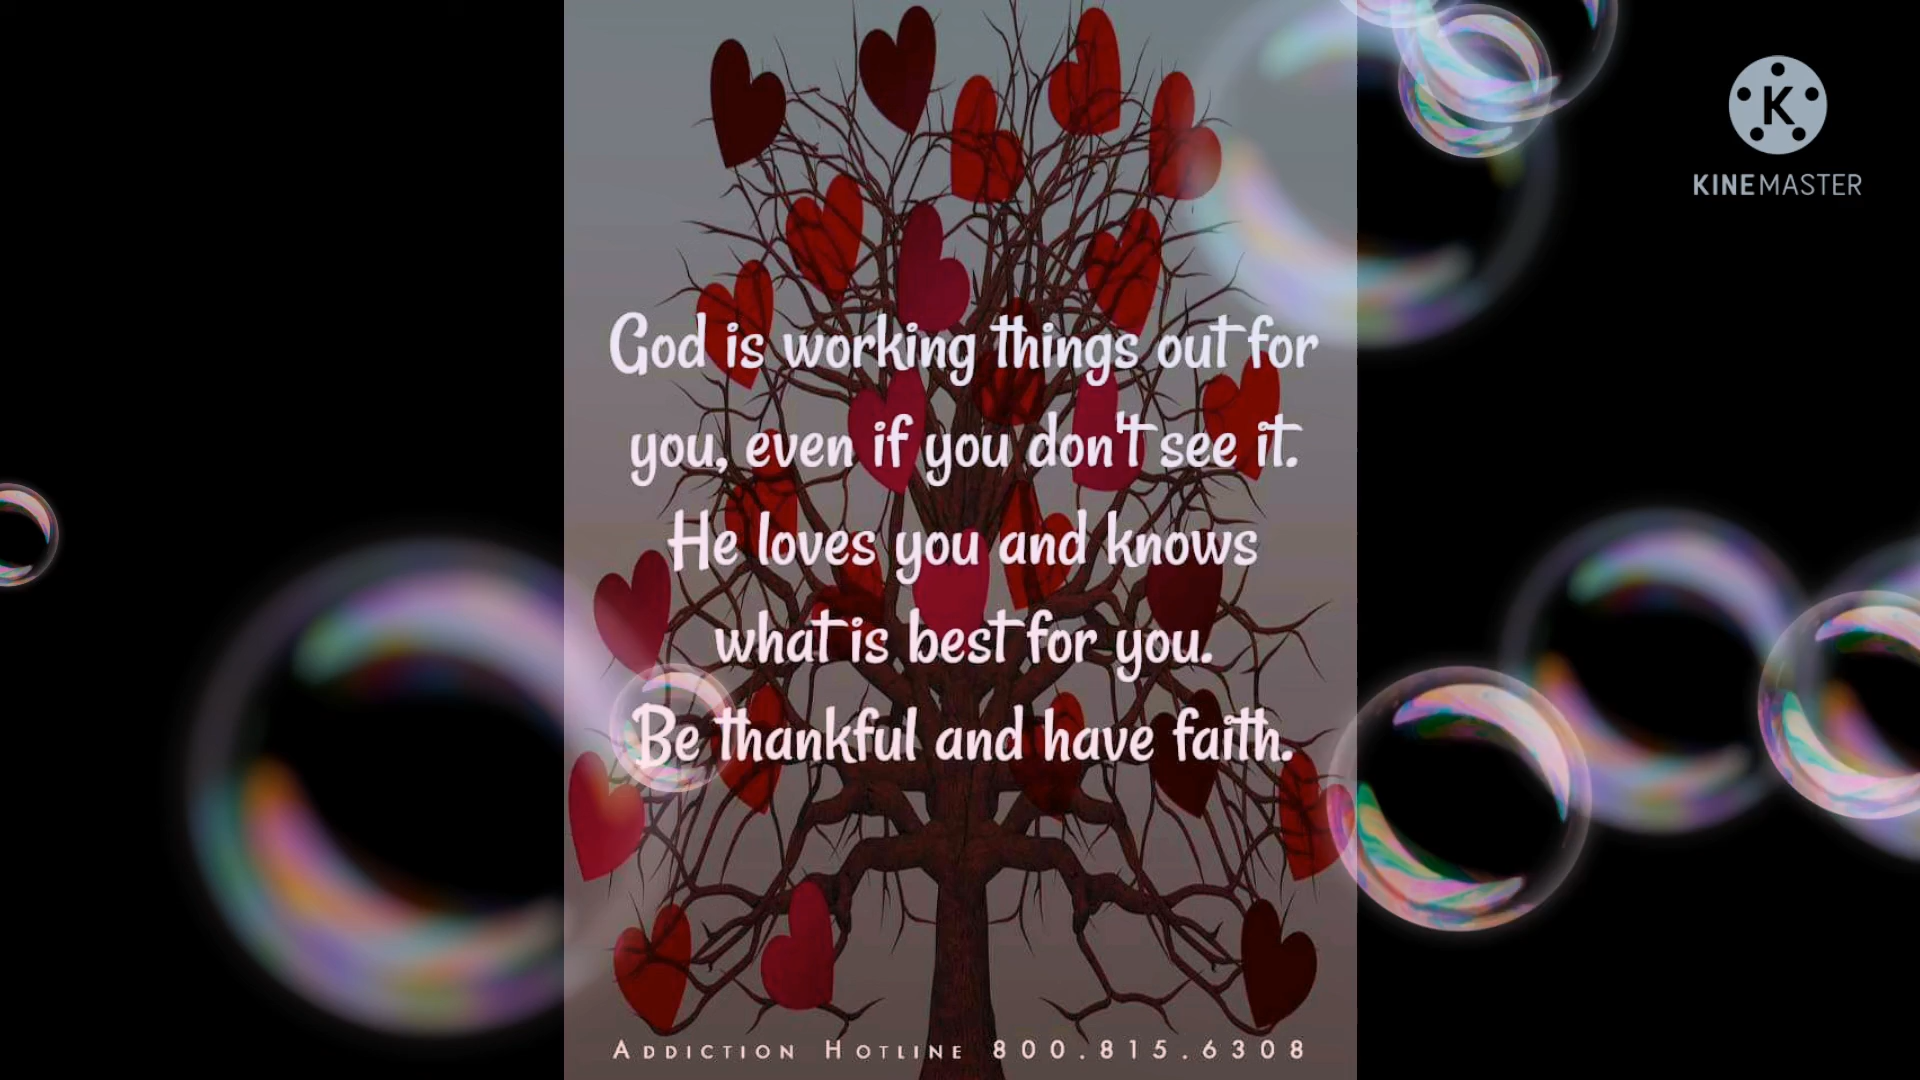 KINEMASTER
God is working things out for
you, even if you don't see it.
He loves you and knows
what is best for you.
Be thankful and have faith.
ADDICTION HOTLINE 800.815.6308